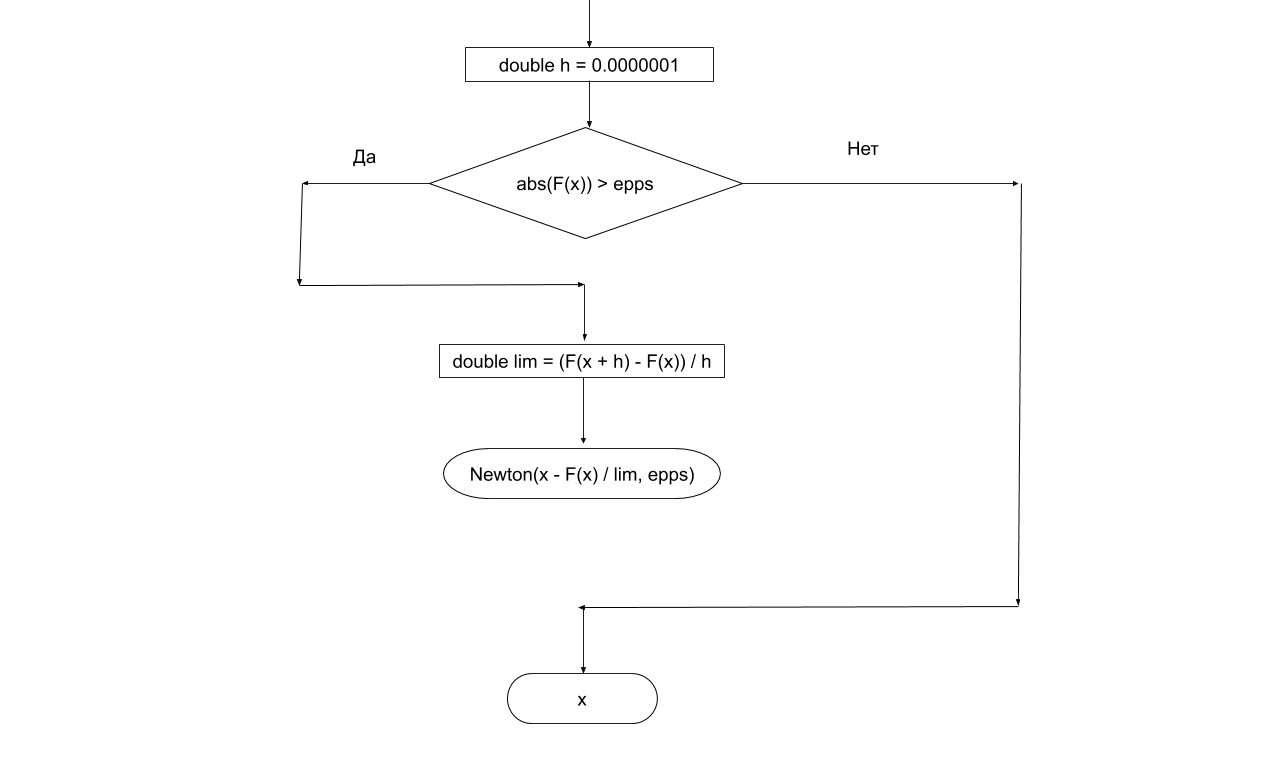 double h = 0.0000001
Да
Нет
abs(F(x)) > epps
double lim = (F(x + h) - F(x)) / h
Newton(x - F(x) / lim, epps)
x